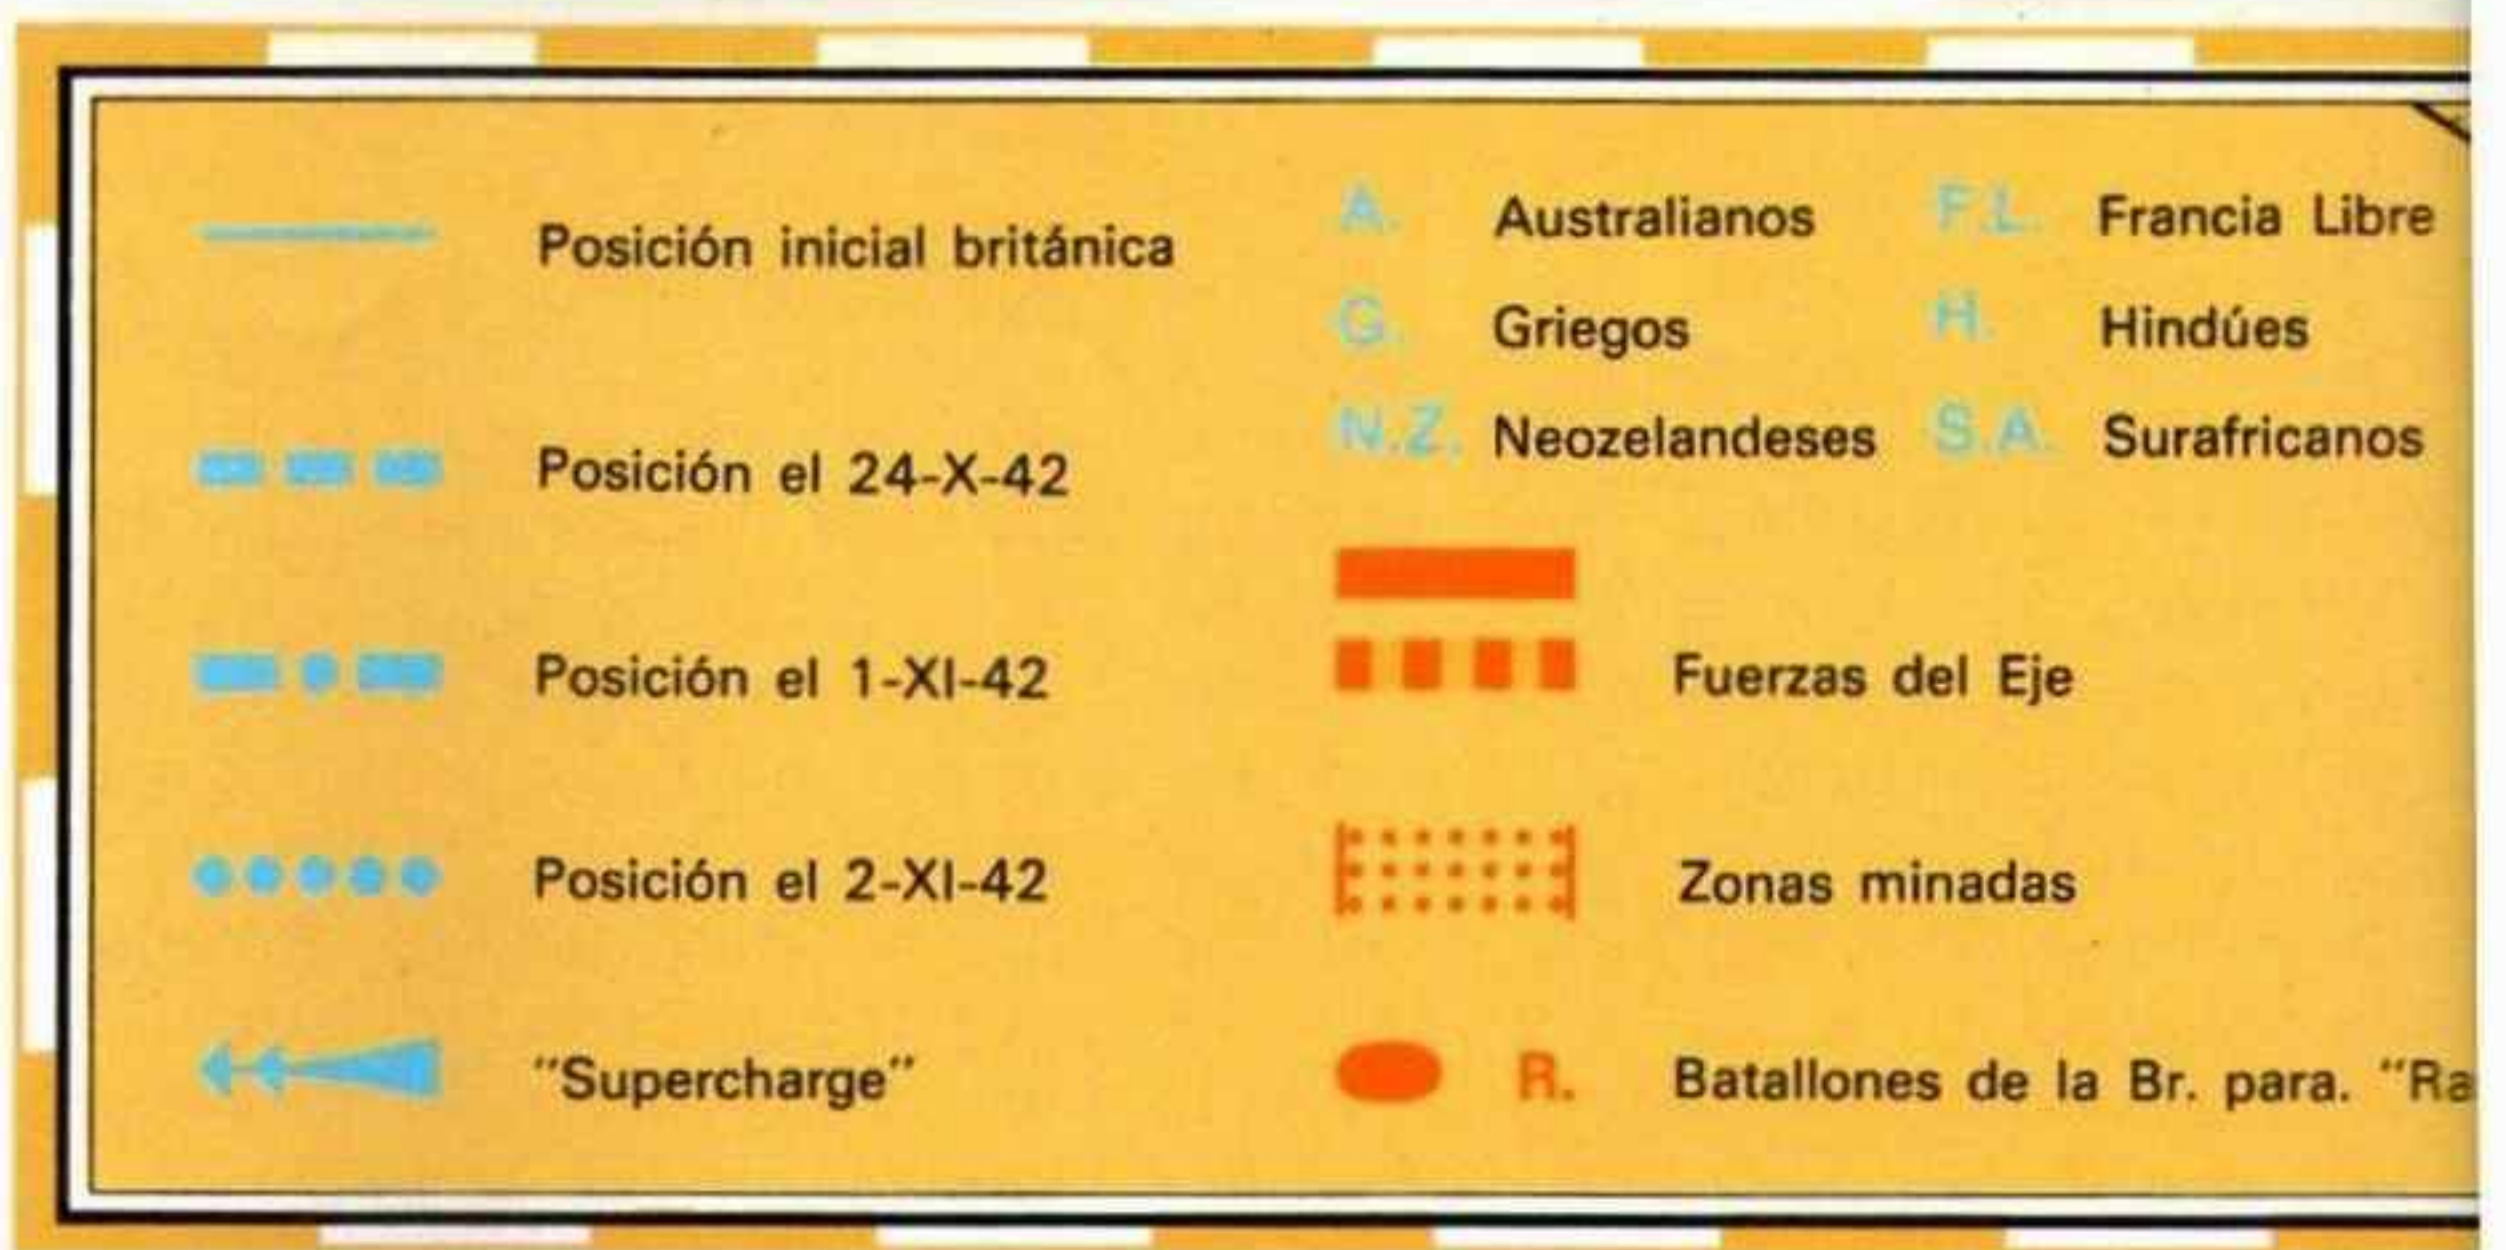 Posición inicial británica
Posición el 24-X-42
Posición el 1-XI-42
Posición el 2-XI-42
“Supercharge”
A. Australianos F.L. Francia Libre
G. Griegos H. Hindúes
N.Z. Neozelandeses S.A. Surafricanos
Fuerzas del Eje
Zonas minadas
R. Batallones de la Br. para.